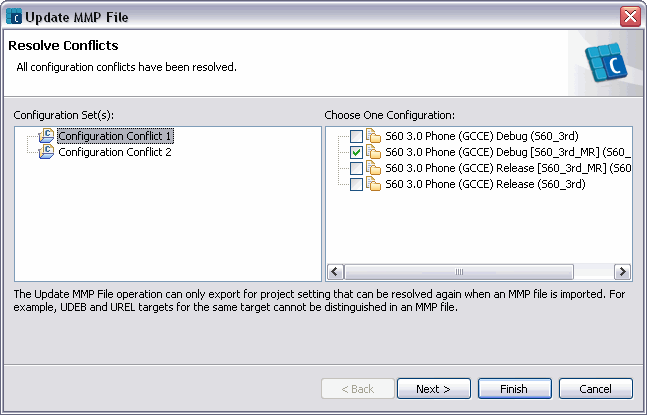 Update MMP File
Resolve Conflicts
All configuration conflicts have been resolved.
Configuration Set(s):
Choose One Configuration:
Configuration Conflict 1
Configuration Conflict 2
S60 3.0 Phone (GCCE) Debug (S60_3rd)
S60 3.0 Phone (GCCE) Debug [S60_3rd_MR] (S60_
S60 3.0 Phone (GCCE) Release [S60_3rd_MR] (S60
S60 3.0 Phone (GCCE) Release (S60_3rd)
The Update MMP File operation can only export for project setting that can be resolved again when an MMP file is imported. For
example, UDEB and UREL targets for the same target cannot be distinguished in an MMP file.
< Back
Next >
Finish
Cancel